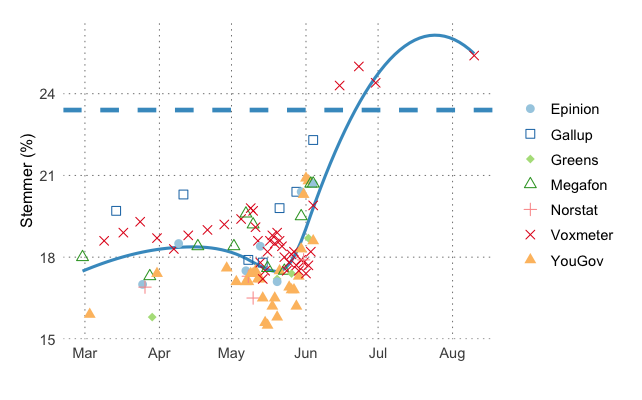 Stemmer (%)
24
21
18
15
Mar Apr May Jun Jul Aug
Epinion
Gallup
Greens
Megafon
Norstat
Voxmeter
YouGov